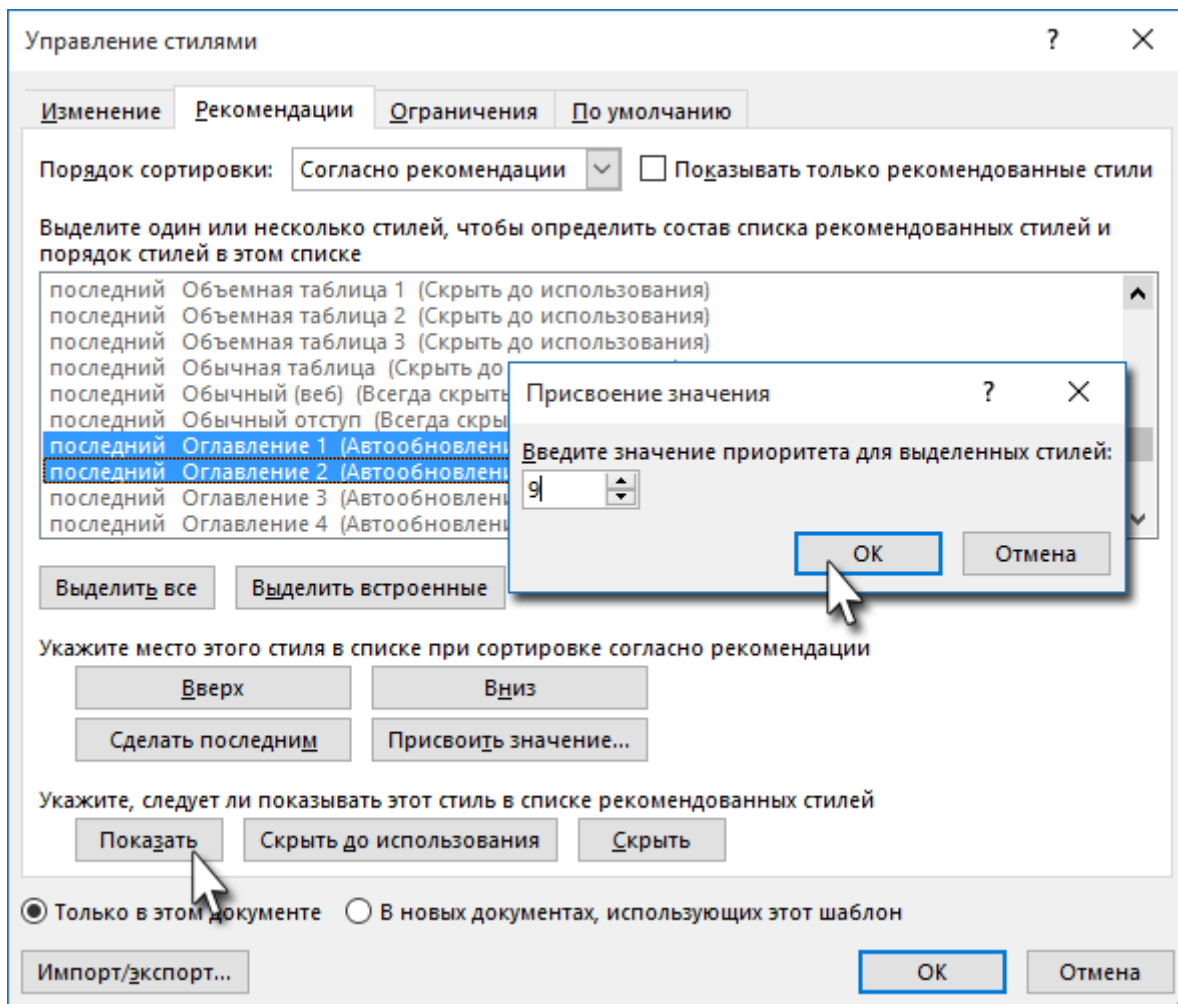 Управление стилями
?
Изменение Рекомендации Ограничения По умолчанию
Порядок сортировки: Согласно рекомендации Показывать только рекомендованные стили
Выделите один или несколько стилей, чтобы определить состав списка рекомендованных стилей и
порядок стилей в этом списке
последний Объемная таблица 1 (Скрыть до использования)
последний Объемная таблица 2 (Скрыть до использования)
последний Объемная таблица 3 (Скрыть до использования)
последний Обычная таблица (Скрыть до
последний Обычный (веб) (Всегда скрыть
последний Обычный отступ (Всегда скры
последний Оглавление 1 (Автообновлени
последний Оглавление 2 (Автообновлени
последний Оглавление 3 (Автообновлени
последний Оглавление 4 (Автообновлени
Присвоение значения
?
Введите значение приоритета для выделенных стилей:
9
ОК Отмена
Выделить все Выделить встроенные
Укажите место этого стиля в списке при сортировке согласно рекомендации
Вверх Вниз
Сделать последним Присвоить значение...
Укажите, следует ли показывать этот стиль в списке рекомендованных стилей
Показать Скрыть до использования Скрыть
Только в этом документе В новых документах, использующих этот шаблон
Импорт/экспорт... ОК Отмена